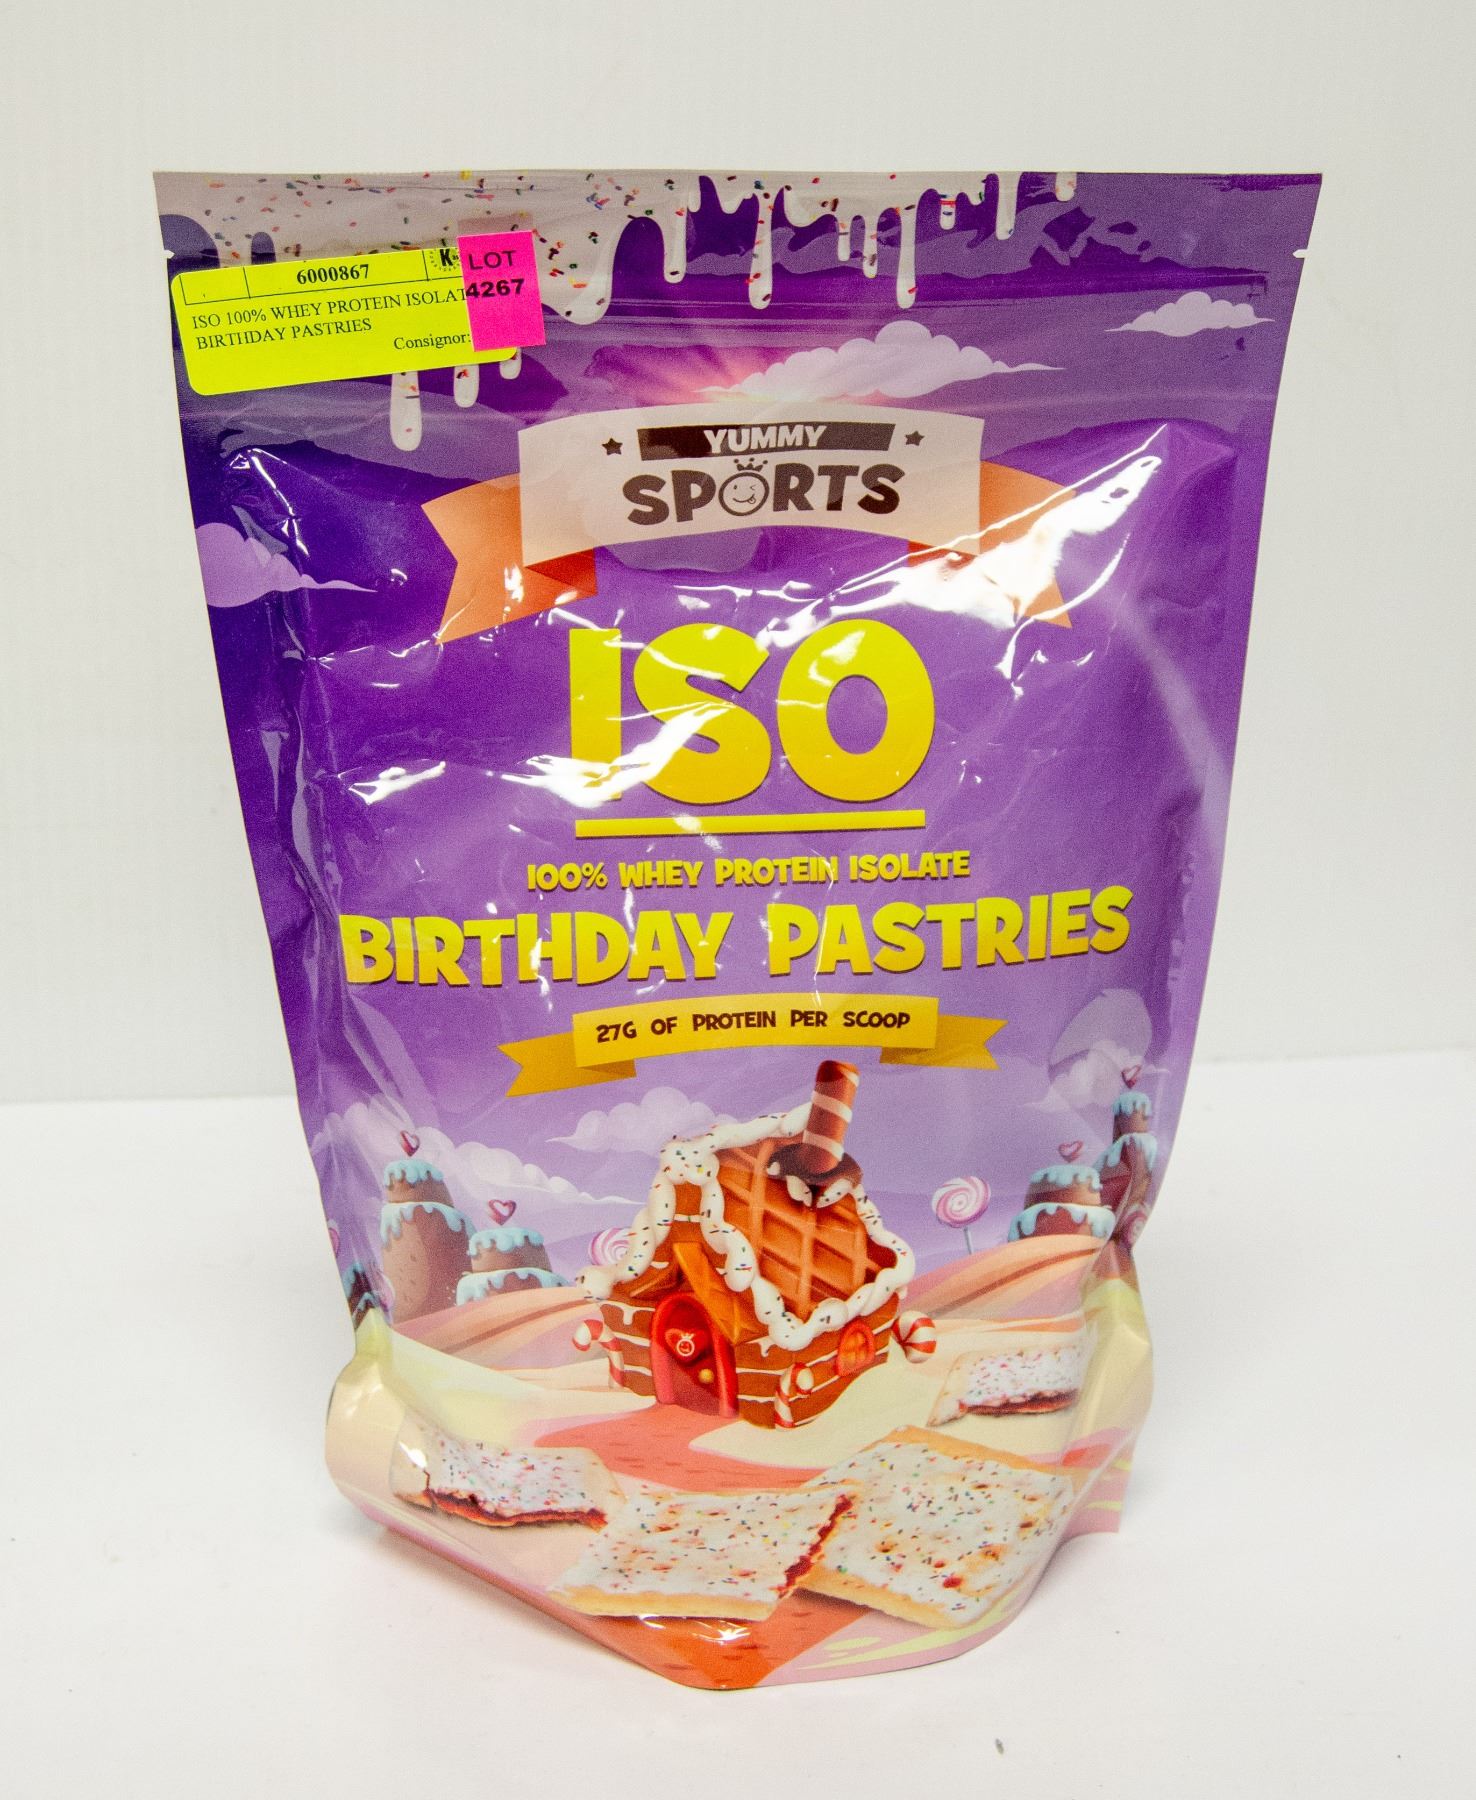 6000867
LOT
4267
ISO 100% WHEY PROTEIN ISOLAT
BIRTHDAY PASTRIES
Consignor:
YUMMY
SPORTS
ISO
100% WHEY PROTEIN ISOLATE
BIRTHDAY PASTRIES
27G OF PROTEIN PER SCOOP